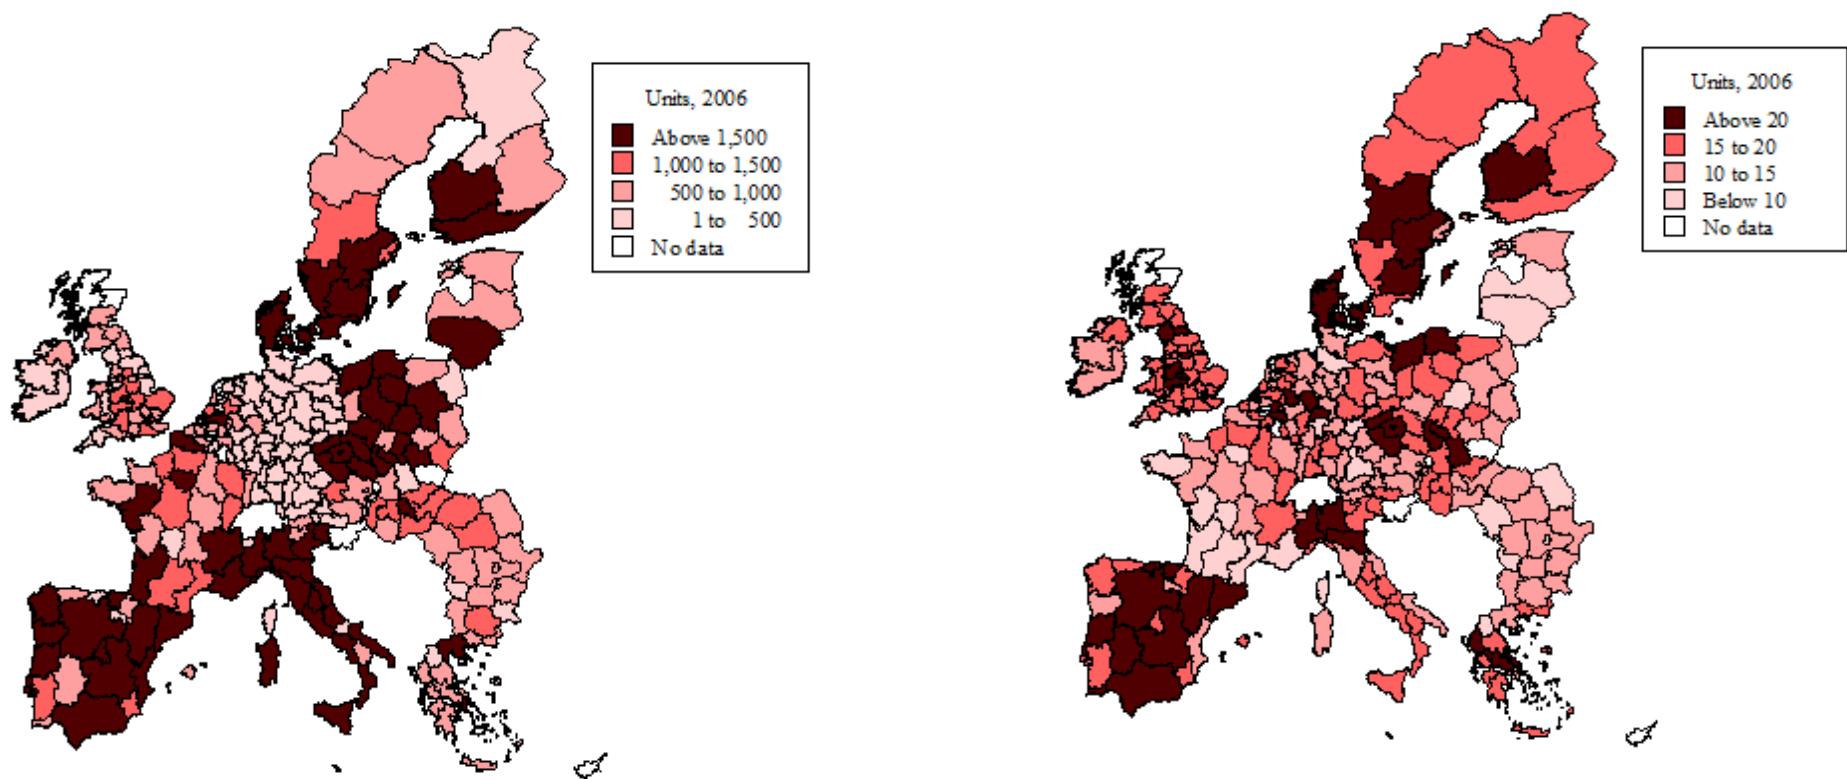 Units, 2006
Above 1,500
1,000 to 1,500
500 to 1,000
1 to 500
No data
Units, 2006
Above 20
15 to 20
10 to 15
Below 10
No data